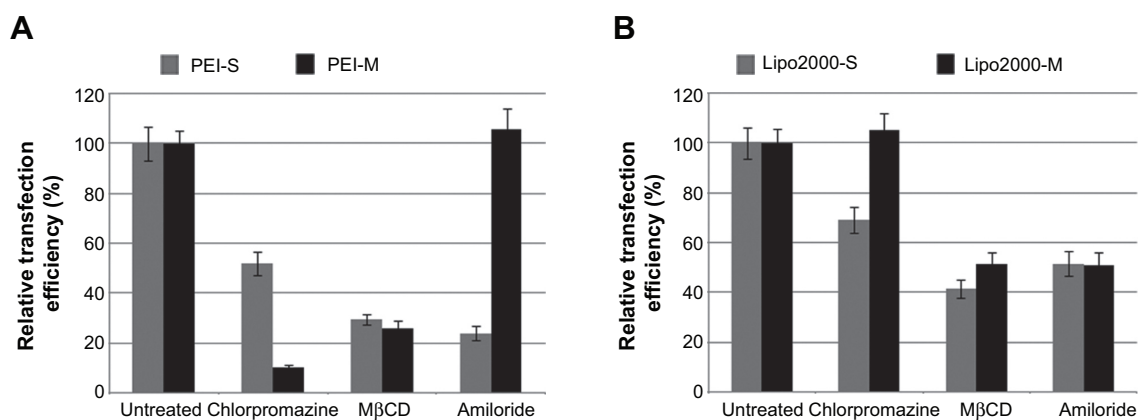 A
PEI-S PEI-M
Relative transfection
efficiency (%)
120
100
80
60
40
20
0
Untreated Chlorpromazine MβCD Amiloride
B
Lipo2000-S Lipo2000-M
Relative transfection
efficiency (%)
120
100
80
60
40
20
0
Untreated Chlorpromazine MβCD Amiloride